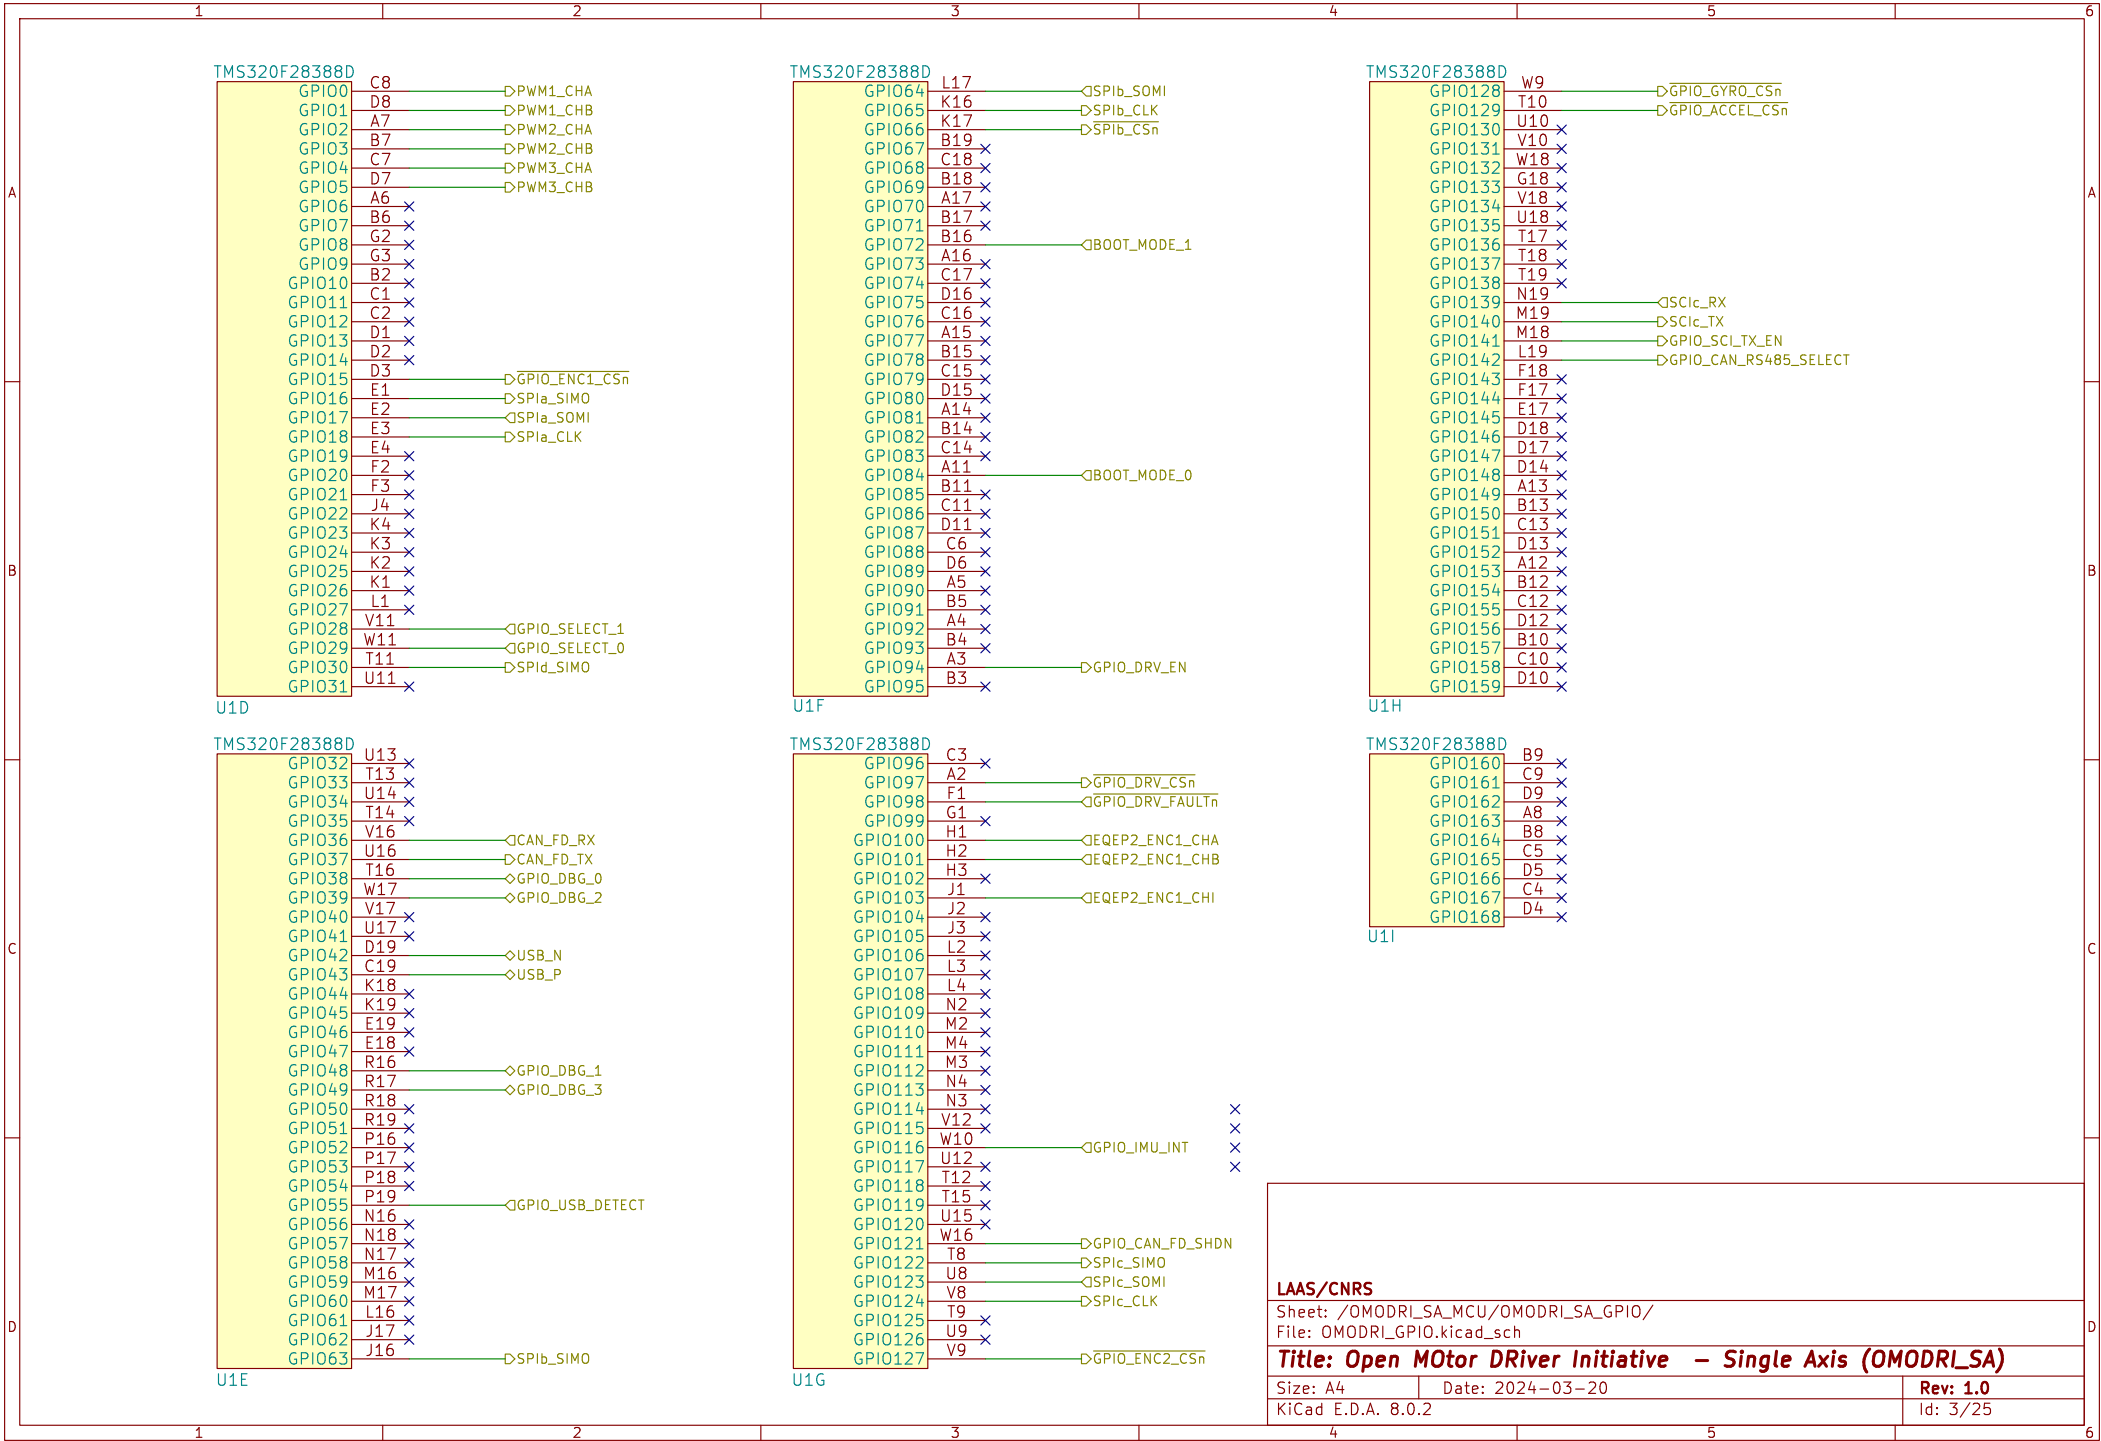 1 2 3 4 5 6
TMS320F28388D
GPIO0 C8 PWM1_CHA
GPIO1 D8 PWM1_CHB
GPIO2 A7 PWM2_CHA
GPIO3 B7 PWM2_CHB
GPIO4 C7 PWM3_CHA
GPIO5 D7 PWM3_CHB
GPIO6 A6
GPIO7 B6
GPIO8 G2
GPIO9 G3
GPIO10 B2
GPIO11 C1
GPIO12 C2
GPIO13 D1
GPIO14 D2
GPIO15 D3 GPIO_ENC1_CSn
GPIO16 E1 SPIa_SIMO
GPIO17 E2 SPIa_SOMI
GPIO18 E3 SPIa_CLK
GPIO19 E4
GPIO20 F2
GPIO21 F3
GPIO22 J4
GPIO23 K4
GPIO24 K3
GPIO25 K2
GPIO26 K1
GPIO27 L1
GPIO28 V11 GPIO_SELECT_1
GPIO29 W11 GPIO_SELECT_0
GPIO30 T11 SPId_SIMO
GPIO31 U11
U1D
TMS320F28388D
GPIO64 L17 SPIb_SOMI
GPIO65 K16 SPIb_CLK
GPIO66 K17 SPIb_CSn
GPIO67 B19
GPIO68 C18
GPIO69 B18
GPIO70 A17
GPIO71 B17
GPIO72 B16 BOOT_MODE_1
GPIO73 A16
GPIO74 C17
GPIO75 D16
GPIO76 C16
GPIO77 A15
GPIO78 B15
GPIO79 C15
GPIO80 D15
GPIO81 A14
GPIO82 B14
GPIO83 C14
GPIO84 A11 BOOT_MODE_0
GPIO85 B11
GPIO86 C11
GPIO87 D11
GPIO88 C6
GPIO89 D6
GPIO90 A5
GPIO91 B5
GPIO92 A4
GPIO93 B4
GPIO94 A3 GPIO_DRV_EN
GPIO95 B3
U1F
TMS320F28388D
GPIO128 W9 GPIO_GYRO_CSn
GPIO129 T10 GPIO_ACCEL_CSn
GPIO130 U10
GPIO131 V10
GPIO132 W18
GPIO133 G18
GPIO134 V18
GPIO135 U18
GPIO136 T17
GPIO137 T18
GPIO138 T19
GPIO139 N19 SCIc_RX
GPIO140 M19 SCIc_TX
GPIO141 M18 GPIO_SCI_TX_EN
GPIO142 L19 GPIO_CAN_RS485_SELECT
GPIO143 F18
GPIO144 F17
GPIO145 E17
GPIO146 D18
GPIO147 D17
GPIO148 D14
GPIO149 A13
GPIO150 B13
GPIO151 C13
GPIO152 D13
GPIO153 A12
GPIO154 B12
GPIO155 C12
GPIO156 D12
GPIO157 B10
GPIO158 C10
GPIO159 D10
U1H
TMS320F28388D
GPIO32 U13
GPIO33 T13
GPIO34 U14
GPIO35 T14
GPIO36 V16 CAN_FD_RX
GPIO37 U16 CAN_FD_TX
GPIO38 T16 GPIO_DBG_0
GPIO39 W17 GPIO_DBG_2
GPIO40 V17
GPIO41 U17
GPIO42 D19 USB_N
GPIO43 C19 USB_P
GPIO44 K18
GPIO45 K19
GPIO46 E19
GPIO47 E18
GPIO48 R16 GPIO_DBG_1
GPIO49 R17 GPIO_DBG_3
GPIO50 R18
GPIO51 R19
GPIO52 P16
GPIO53 P17
GPIO54 P18
GPIO55 P19 GPIO_USB_DETECT
GPIO56 N16
GPIO57 N18
GPIO58 N17
GPIO59 M16
GPIO60 M17
GPIO61 L16
GPIO62 J17
GPIO63 J16 SPIb_SIMO
U1E
TMS320F28388D
GPIO96 C3
GPIO97 A2 GPIO_DRV_CSn
GPIO98 F1 GPIO_DRV_FAULTn
GPIO99 G1
GPIO100 H1 EQEP2_ENC1_CHA
GPIO101 H2 EQEP2_ENC1_CHB
GPIO102 H3
GPIO103 J1 EQEP2_ENC1_CHI
GPIO104 J2
GPIO105 J3
GPIO106 L2
GPIO107 L3
GPIO108 L4
GPIO109 N2
GPIO110 M2
GPIO111 M4
GPIO112 M3
GPIO113 N4
GPIO114 N3
GPIO115 V12
GPIO116 W10 GPIO_IMU_INT
GPIO117 U12
GPIO118 T12
GPIO119 T15
GPIO120 U15
GPIO121 W16 GPIO_CAN_FD_SHDN
GPIO122 T8 SPIc_SIMO
GPIO123 U8 SPIc_SOMI
GPIO124 V8 SPIc_CLK
GPIO125 T9
GPIO126 U9
GPIO127 V9 GPIO_ENC2_CSn
U1G
TMS320F28388D
GPIO160 B9
GPIO161 C9
GPIO162 D9
GPIO163 A8
GPIO164 B8
GPIO165 C5
GPIO166 D5
GPIO167 C4
GPIO168 D4
U1I
A A
B B
C C
D D
LAAS/CNRS
Sheet: /OMODRI_SA_MCU/OMODRI_SA_GPIO/
File: OMODRI_GPIO.kicad_sch
Title: Open MOtor DRiver Initiative - Single Axis (OMODRI_SA)
Size: A4 Date: 2024-03-20 Rev: 1.0
KiCad E.D.A. 8.0.2 Id: 3/25
1 2 3 4 5 6